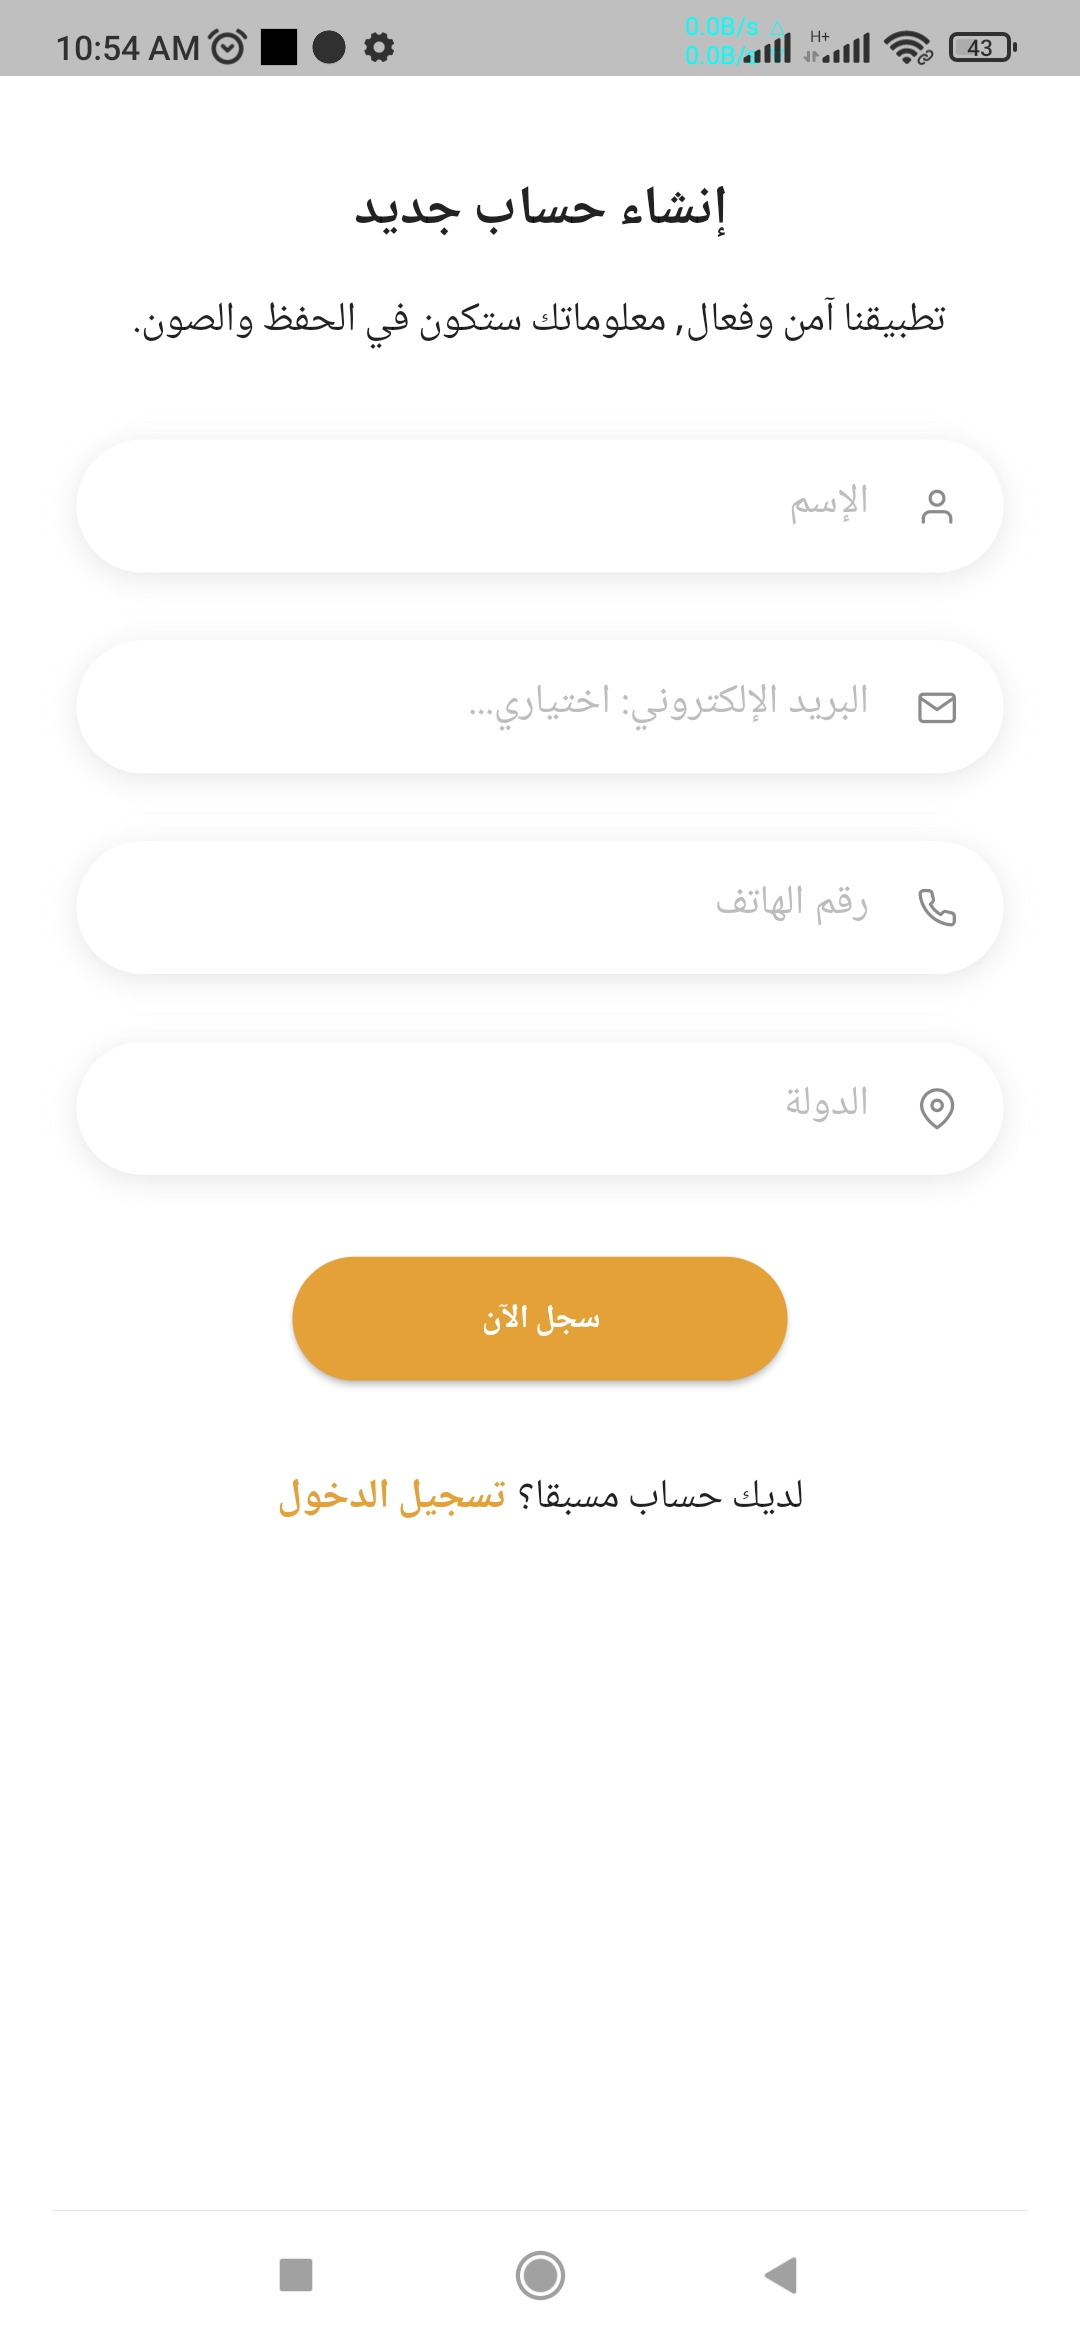 10:54 AM
0.0B/s
0.0B/s
H+
43
إنشاء حساب جديد
تطبيقنا آمن وفعال, معلوماتك ستكون في الحفظ والصون.
الإسم
البريد الإلكتروني: اختياري...
رقم الهاتف
الدولة
سجل الآن
لديك حساب مسبقا؟ تسجيل الدخول